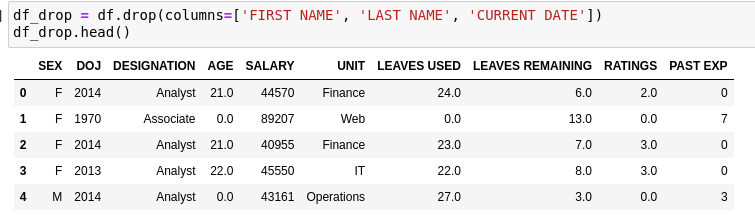 df_drop = df.drop(columns=['FIRST NAME', 'LAST NAME', 'CURRENT DATE'])
df_drop.head()
SEX DOJ DESIGNATION AGE SALARY UNIT LEAVES USED LEAVES REMAINING RATINGS PAST EXP
0 F 2014 Analyst 21.0 44570 Finance 24.0 6.0 2.0 0
1 F 1970 Associate 0.0 89207 Web 0.0 13.0 0.0 7
2 F 2014 Analyst 21.0 40955 Finance 23.0 7.0 3.0 0
3 F 2013 Analyst 22.0 45550 IT 22.0 8.0 3.0 0
4 M 2014 Analyst 0.0 43161 Operations 27.0 3.0 0.0 3